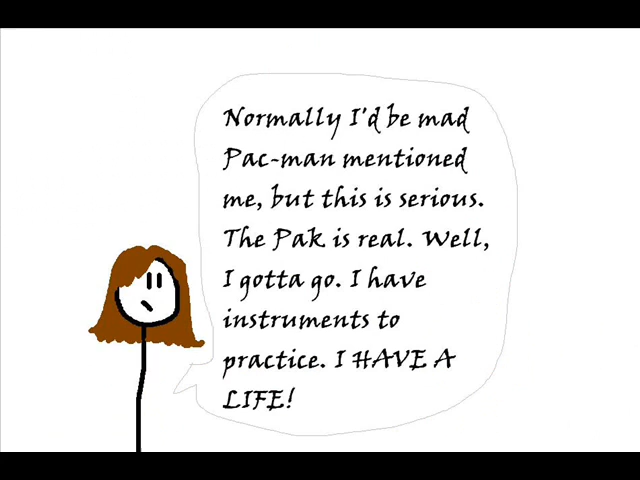 Normally I'd be mad
Pac-man mentioned
me, but this is serious.
The Pak is real. Well,
I gotta go. I have
instruments to
practice. I HAVE A
LIFE!